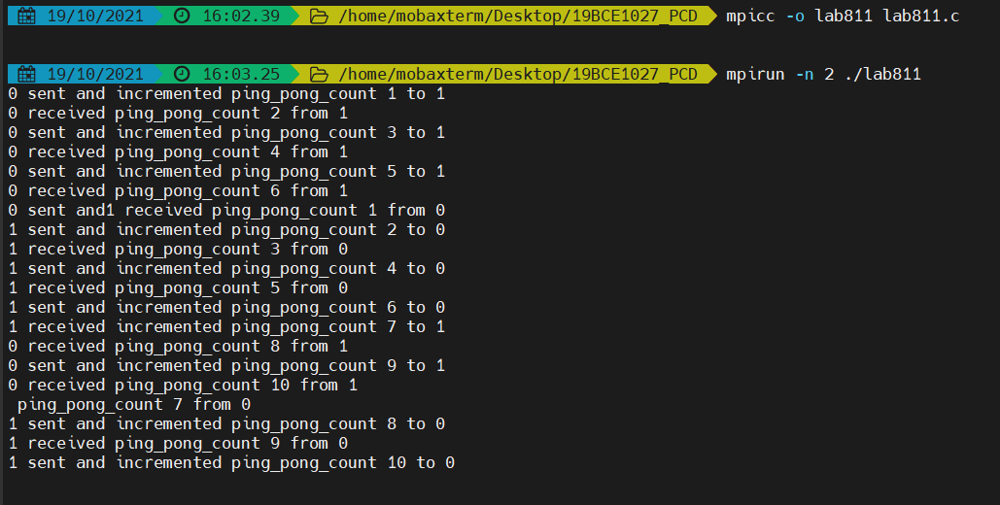 19/10/2021 16:02.39 /home/mobaxterm/Desktop/19BCE1027_PCD mpicc -o lab811 lab811.c
19/10/2021 16:03.25 /home/mobaxterm/Desktop/19BCE1027_PCD mpirun -n 2 ./lab811
0 sent and incremented ping_pong_count 1 to 1
0 received ping_pong_count 2 from 1
0 sent and incremented ping_pong_count 3 to 1
0 received ping_pong_count 4 from 1
0 sent and incremented ping_pong_count 5 to 1
0 received ping_pong_count 6 from 1
0 sent and1 received ping_pong_count 1 from 0
1 sent and incremented ping_pong_count 2 to 0
1 received ping_pong_count 3 from 0
1 sent and incremented ping_pong_count 4 to 0
1 received ping_pong_count 5 from 0
1 sent and incremented ping_pong_count 6 to 0
1 received incremented ping_pong_count 7 to 1
0 received ping_pong_count 8 from 1
0 sent and incremented ping_pong_count 9 to 1
0 received ping_pong_count 10 from 1
ping_pong_count 7 from 0
1 sent and incremented ping_pong_count 8 to 0
1 received ping_pong_count 9 from 0
1 sent and incremented ping_pong_count 10 to 0